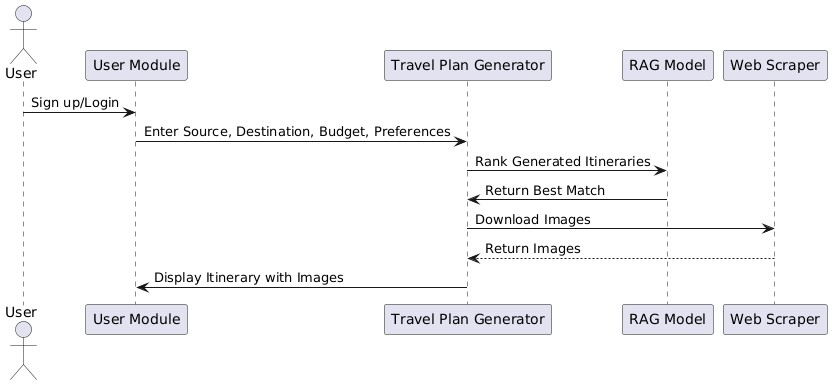 User
User Module
Travel Plan Generator
RAG Model
Web Scraper
Sign up/Login
Enter Source, Destination, Budget, Preferences
Rank Generated Itineraries
Return Best Match
Download Images
Return Images
Display Itinerary with Images
User
User Module
Travel Plan Generator
RAG Model
Web Scraper